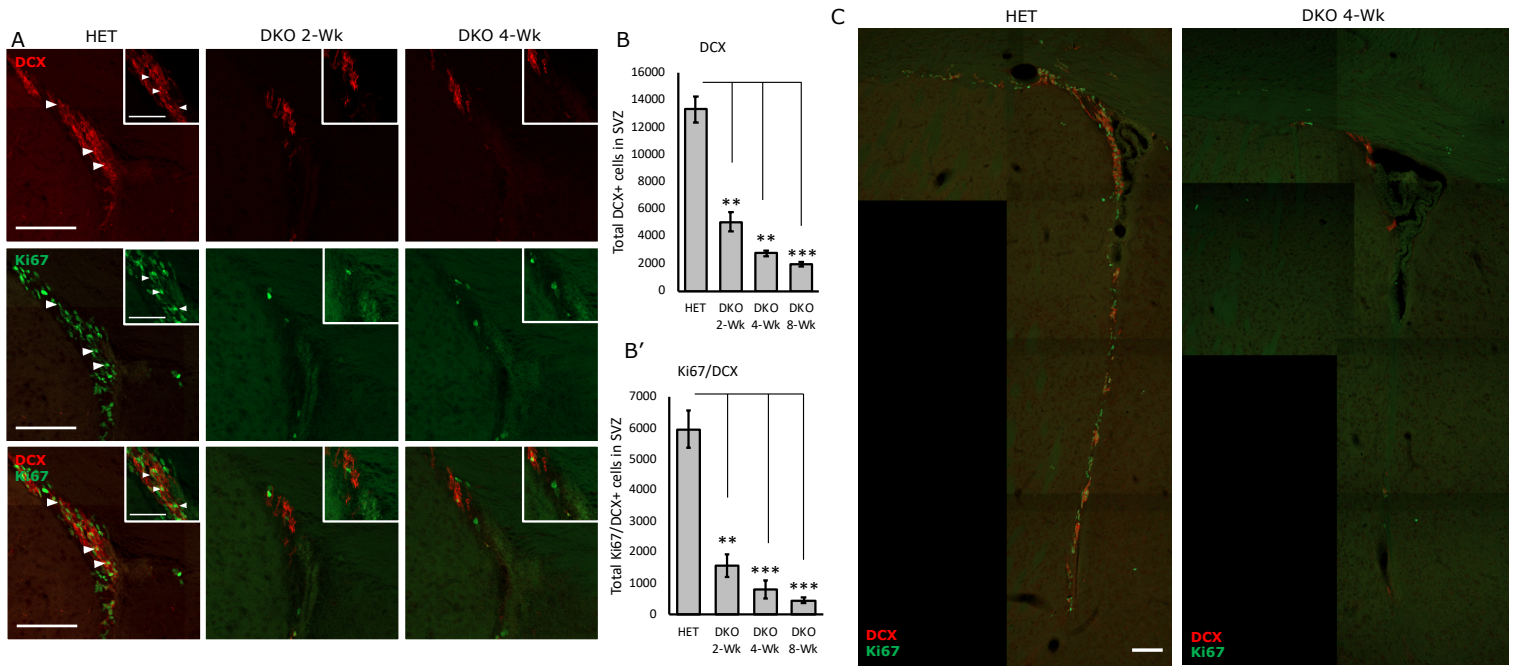 A
HET
DKO 2-Wk
DKO 4-Wk
DCX
Ki67
DCX
Ki67
B
DCX
Total DCX+ cells in SVZ
16000
14000
12000
10000
8000
6000
4000
2000
0
**
**
***
HET
DKO 2-Wk
DKO 4-Wk
DKO 8-Wk
B′
Ki67/DCX
Total Ki67/DCX+ cells in SVZ
7000
6000
5000
4000
3000
2000
1000
0
**
***
***
HET
DKO 2-Wk
DKO 4-Wk
DKO 8-Wk
C
HET
DKO 4-Wk
DCX
Ki67
DCX
Ki67